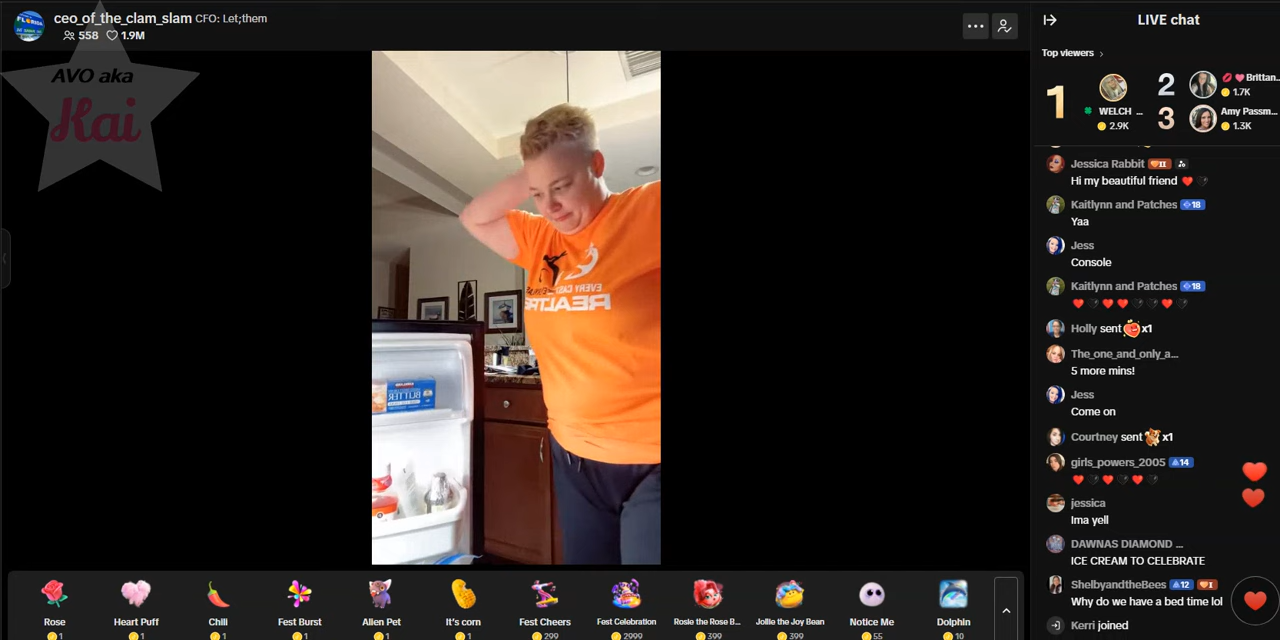 ceo_of_the_clam_slam CFO: Let;them
558 1.9M
AVO aka
Kai
EVERY CAST
REALTR
BUTTER
LIVE chat
Top viewers >
1
WELCH ...
2.9K
2
Brittan...
1.7K
3
Amy Passm...
1.3K
Jessica Rabbit II
Hi my beautiful friend
Kaitlynn and Patches 18
Yaa
Jess
Console
Kaitlynn and Patches 18
Holly sent x1
The_one_and_only_a...
5 more mins!
Jess
Come on
Courtney sent x1
girls_powers_2005 14
jessica
Ima yell
DAWNAS DIAMOND ...
ICE CREAM TO CELEBRATE
ShelbyandtheBees 12 I
Why do we have a bed time lol
Kerri joined
Rose Heart Puff Chili Fest Burst Alien Pet It's corn Fest Cheers Fest Celebration Rosie the Rose B... Jollie the Joy Bean Notice Me Dolphin
1 1 1 1 1 1 299 2999 399 399 55 10